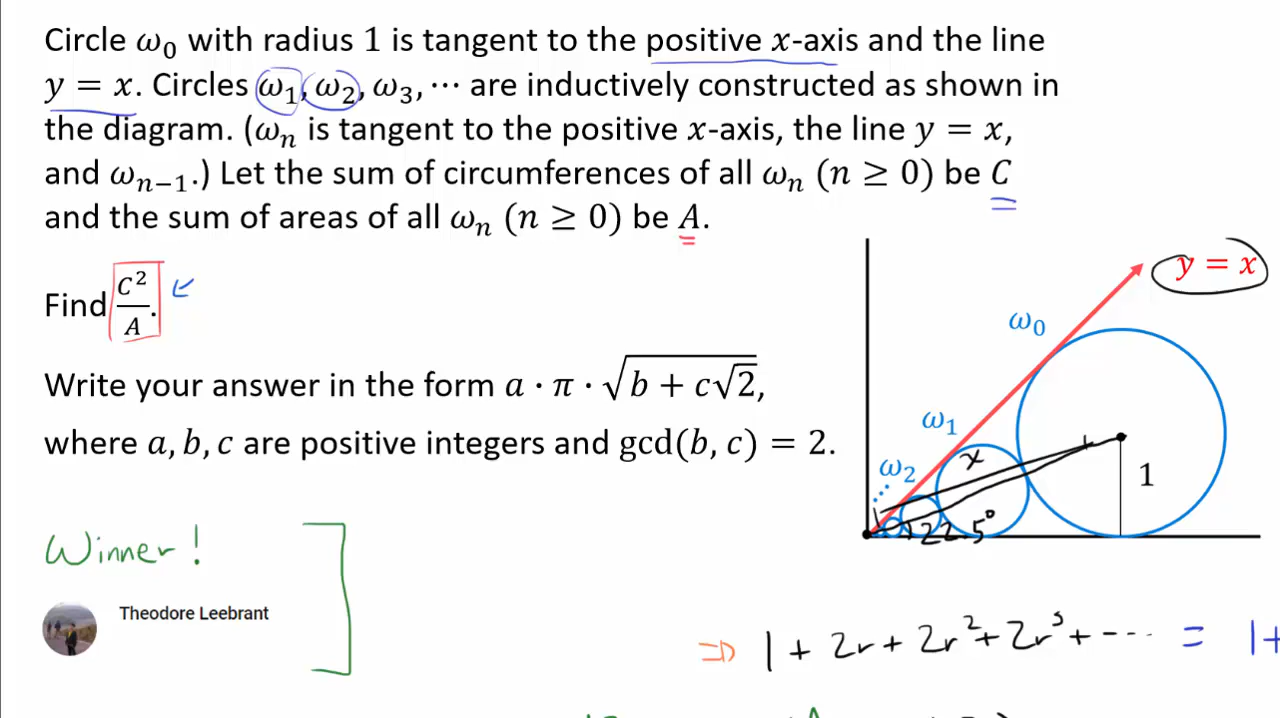 Circle ω₀ with radius 1 is tangent to the positive x-axis and the line
y = x. Circles ω₁, ω₂, ω₃, ⋯ are inductively constructed as shown in
the diagram. (ωₙ is tangent to the positive x-axis, the line y = x,
and ωₙ₋₁.) Let the sum of circumferences of all ωₙ (n ≥ 0) be C
and the sum of areas of all ωₙ (n ≥ 0) be A.
Find C²/A.
Write your answer in the form a · π · √(b + c√2),
where a, b, c are positive integers and gcd(b, c) = 2.
y = x
ω₀
ω₁
x
ω₂
1
22.5°
Winner!
Theodore Leebrant
⇒ 1 + 2r + 2r² + 2r³ + ⋯ = 1+